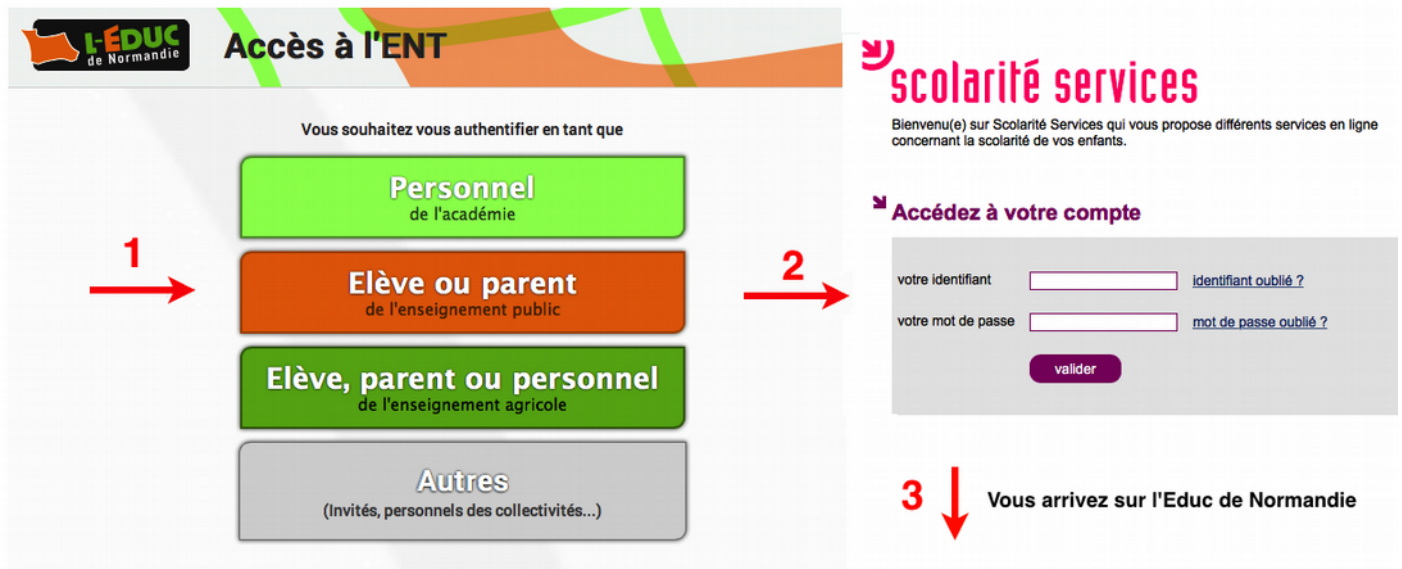 L-ÉDUC
de Normandie
Accès à l'ENT
Vous souhaitez vous authentifier en tant que
1
Personnel
de l'académie
Elève ou parent
de l'enseignement public
Elève, parent ou personnel
de l'enseignement agricole
Autres
(Invités, personnels des collectivités...)
2
scolarité services
Bienvenu(e) sur Scolarité Services qui vous propose différents services en ligne
concernant la scolarité de vos enfants.
Accédez à votre compte
votre identifiant identifiant oublié ?
votre mot de passe mot de passe oublié ?
valider
3 Vous arrivez sur l'Educ de Normandie